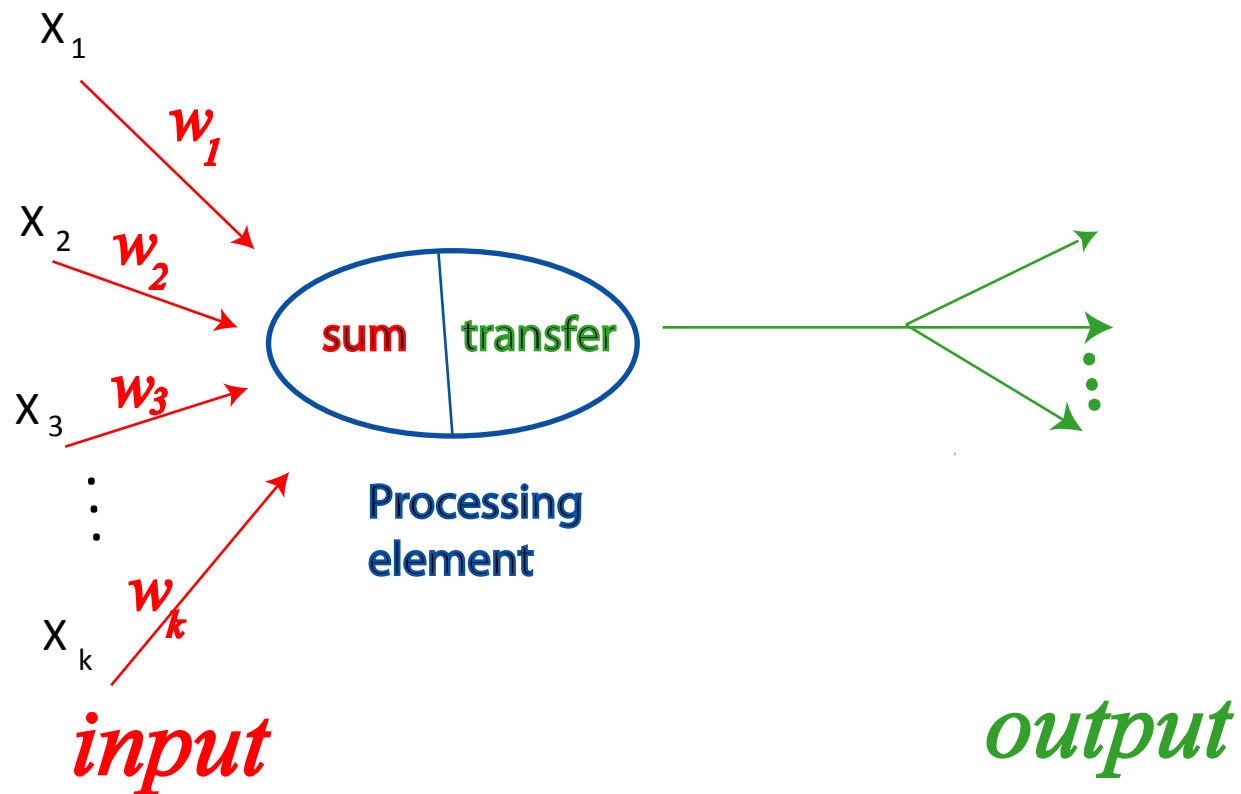 X 1
w1
X 2
w2
sum transfer
w3
X 3
Processing
element
wk
X k
input
output